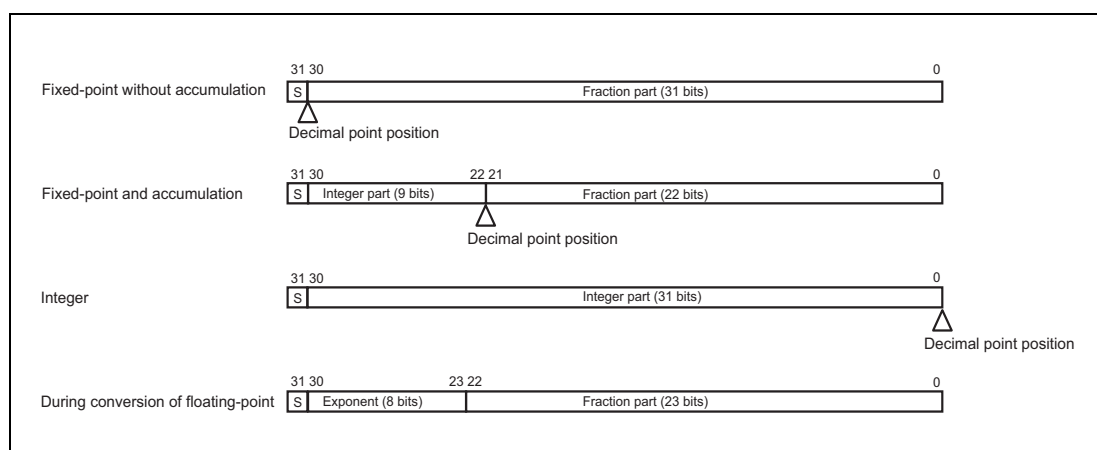 31 30 0
Fixed-point without accumulation S Fraction part (31 bits)
Decimal point position
31 30 22 21 0
Fixed-point and accumulation S Integer part (9 bits) Fraction part (22 bits)
Decimal point position
31 30 0
Integer S Integer part (31 bits)
Decimal point position
31 30 23 22 0
During conversion of floating-point S Exponent (8 bits) Fraction part (23 bits)